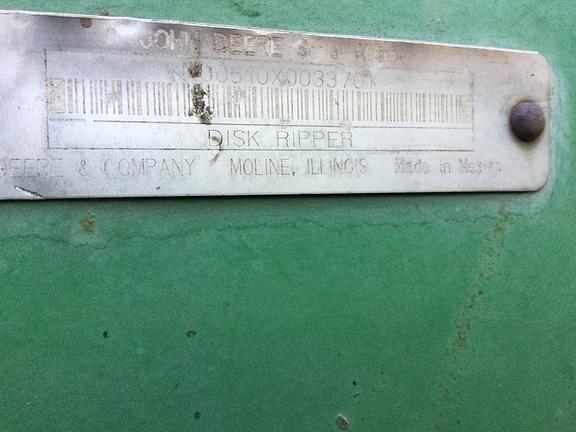 JOHN DEERE
DISK RIPPER
DEERE & COMPANY MOLINE, ILLINOIS Made in Mexico